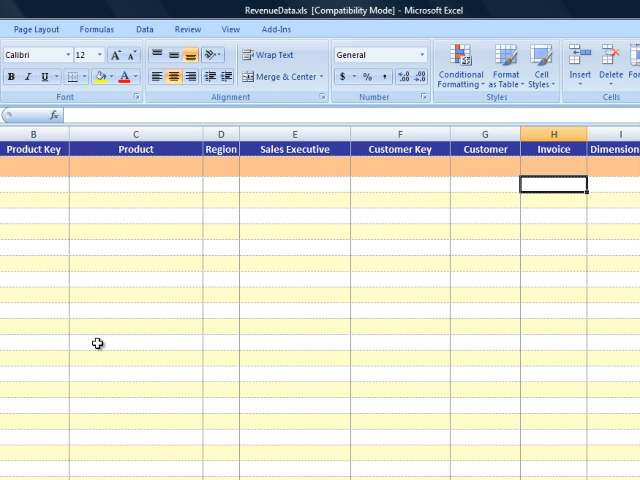 RevenueData.xls [Compatibility Mode] - Microsoft Excel
Page Layout Formulas Data Review View Add-Ins
Calibri 12 A A General
Wrap Text
Conditional Format Cell Insert Delete
Formatting as Table Styles
B I U A Merge & Center $ % ,
Font Alignment Number Styles Cells
fx
B C D E F G H I
Product Key Product Region Sales Executive Customer Key Customer Invoice Dimension